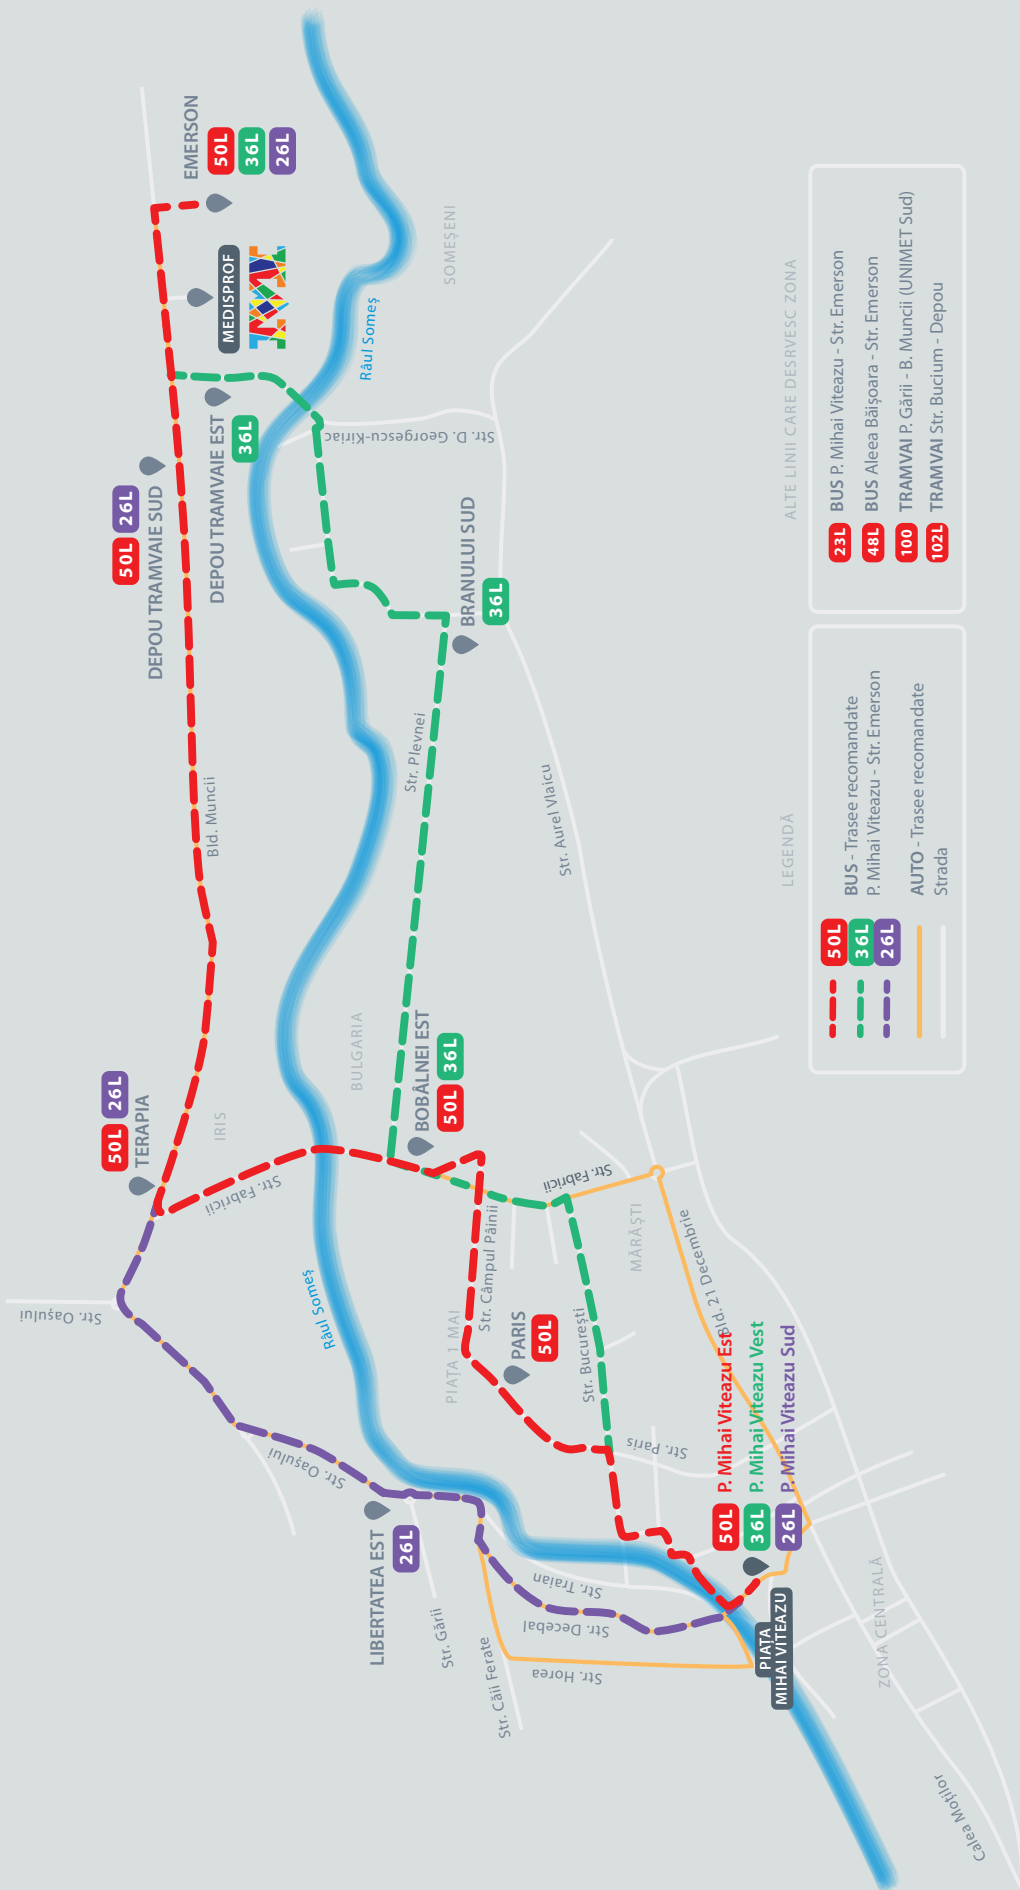 EMERSON
50L
36L
26L
MEDISPROF
DEPOU TRAMVAIE EST
36L
50L 26L
DEPOU TRAMVAIE SUD
Râul Someș
SOMEȘENI
Str. D. Georgescu-Kiriac
BRANULUI SUD
36L
Bld. Muncii
Str. Plevnei
Str. Aurel Vlaicu
50L 26L
TERAPIA
IRIS
BULGARIA
BOBÂLNEI EST
50L 36L
Str. Fabricii
Str. Fabricii
MĂRĂȘTI
Bld. 21 Decembrie
Str. Oașului
Râul Someș
PIAȚA 1 MAI
Str. Câmpul Pâinii
PARIS
50L
Str. București
Str. Paris
Str. Oașului
LIBERTATEA EST
26L
Str. Gării
Str. Căii Ferate
Str. Traian
Str. Decebal
Str. Horea
50L P. Mihai Viteazu Est
36L P. Mihai Viteazu Vest
26L P. Mihai Viteazu Sud
PIAȚA
MIHAI VITEAZU
ZONA CENTRALĂ
Calea Moților
LEGENDĂ
50L
36L
26L
BUS - Trasee recomandate
P. Mihai Viteazu - Str. Emerson
AUTO - Trasee recomandate
Strada
ALTE LINII CARE DESRVESC ZONA
23L BUS P. Mihai Viteazu - Str. Emerson
48L BUS Aleea Băișoara - Str. Emerson
100 TRAMVAI P. Gării - B. Muncii (UNIMET Sud)
102L TRAMVAI Str. Bucium - Depou